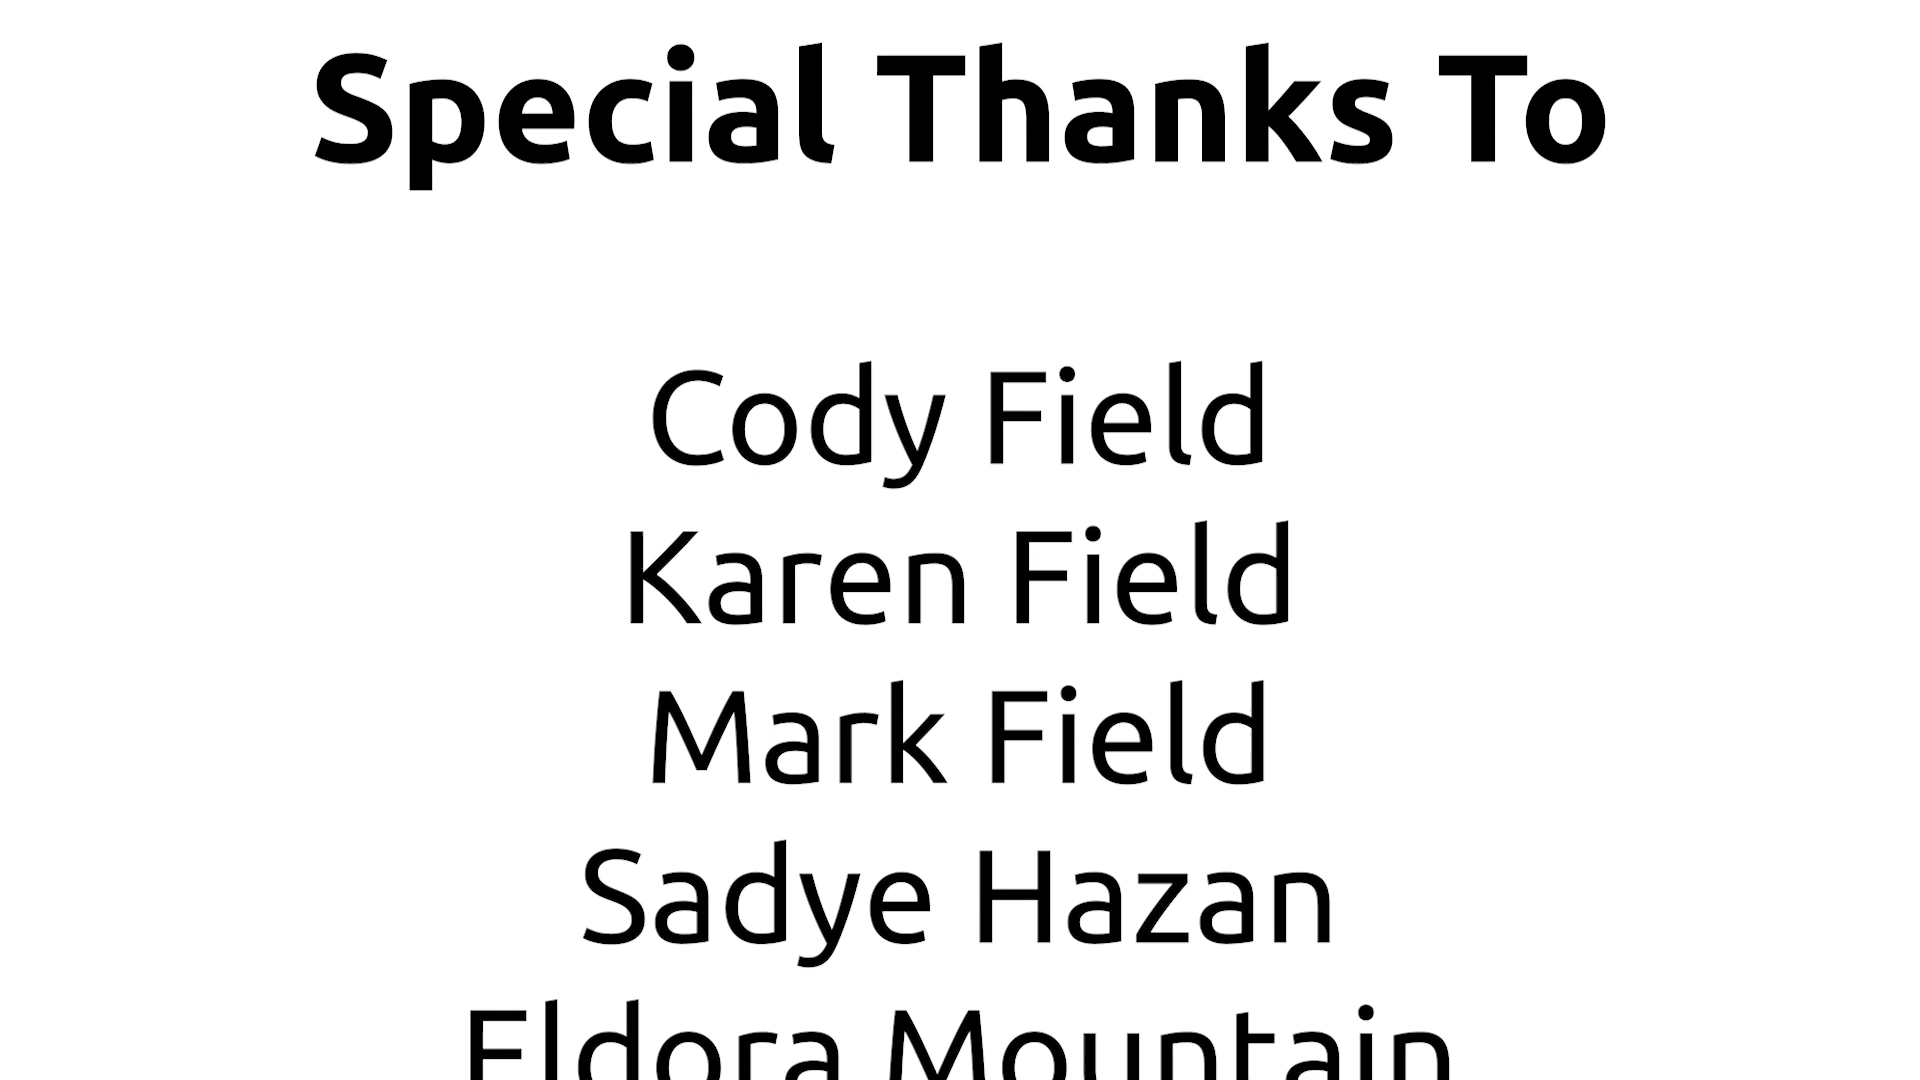 Special Thanks To
Cody Field
Karen Field
Mark Field
Sadye Hazan
Eldora Mountain